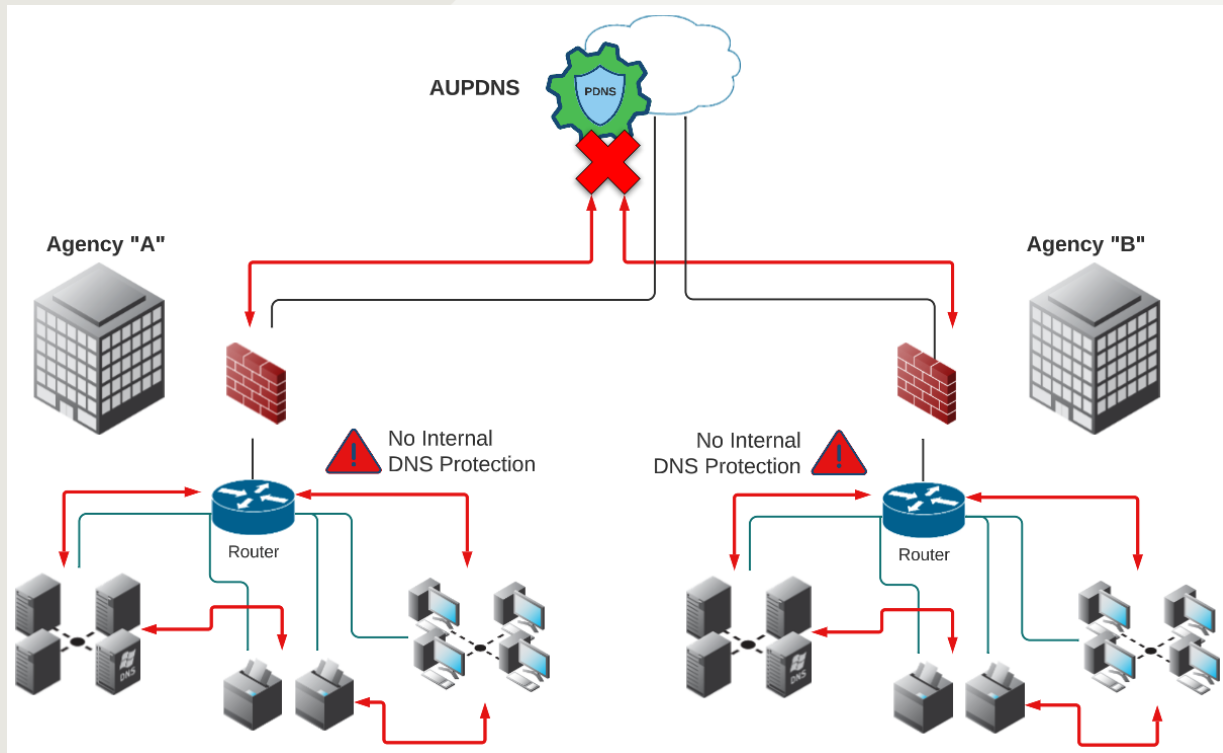 AUPDNS
PDNS
Agency "A"
Agency "B"
No Internal
DNS Protection
No Internal
DNS Protection
Router
Router
DNS
DNS